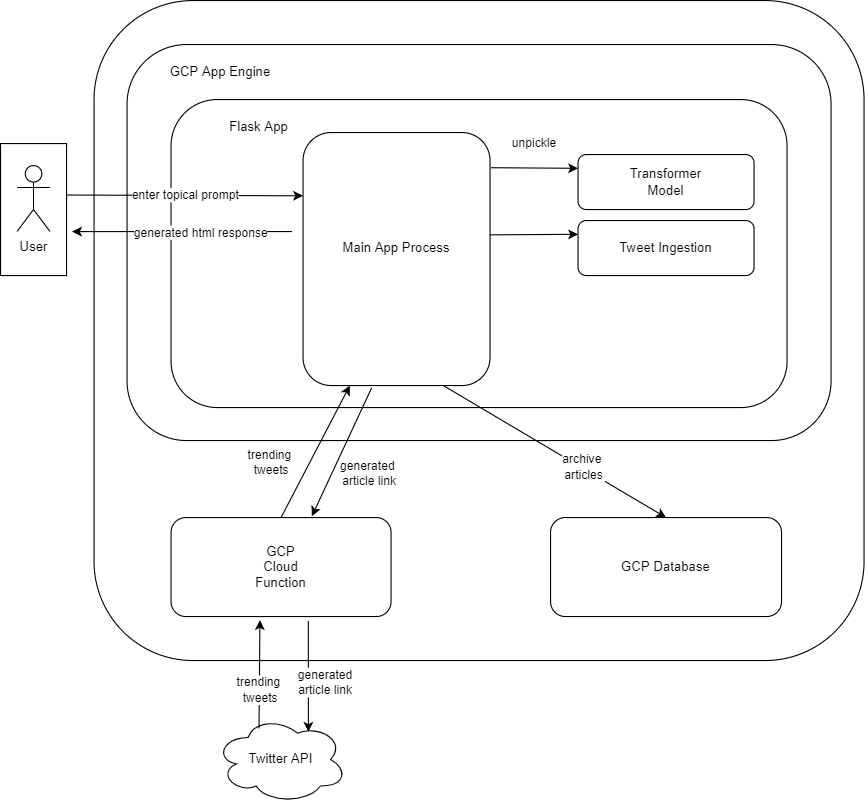 GCP App Engine
Flask App
unpickle
Transformer
Model
enter topical prompt
generated html response
User
Main App Process
Tweet Ingestion
trending
tweets
generated
article link
archive
articles
GCP
Cloud
Function
GCP Database
trending
tweets
generated
article link
Twitter API